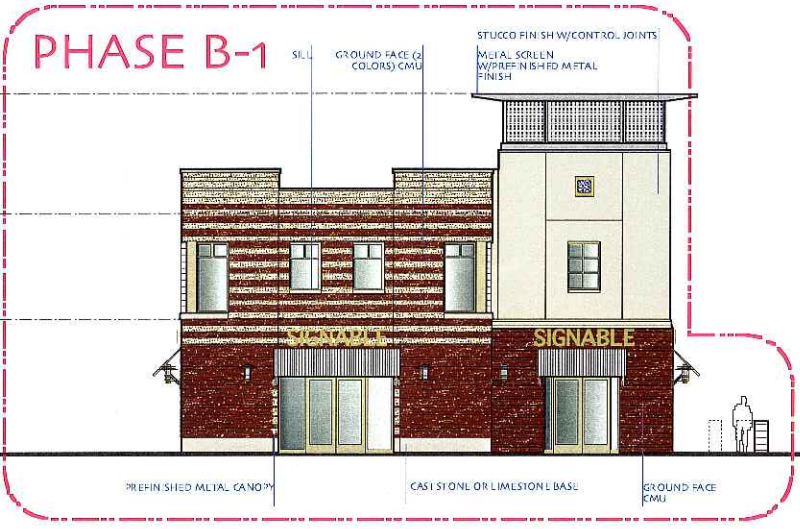 PHASE B-1
STUCCO FINISH W/CONTROL JOINTS
SILL
GROUND FACE (2
COLORS) CMU
METAL SCREEN
W/PREFINISHED METAL
FINISH
SIGNABLE
SIGNABLE
PREFINISHED METAL CANOPY
CAST STONE OR LIMESTONE BASE
GROUND FACE
CMU